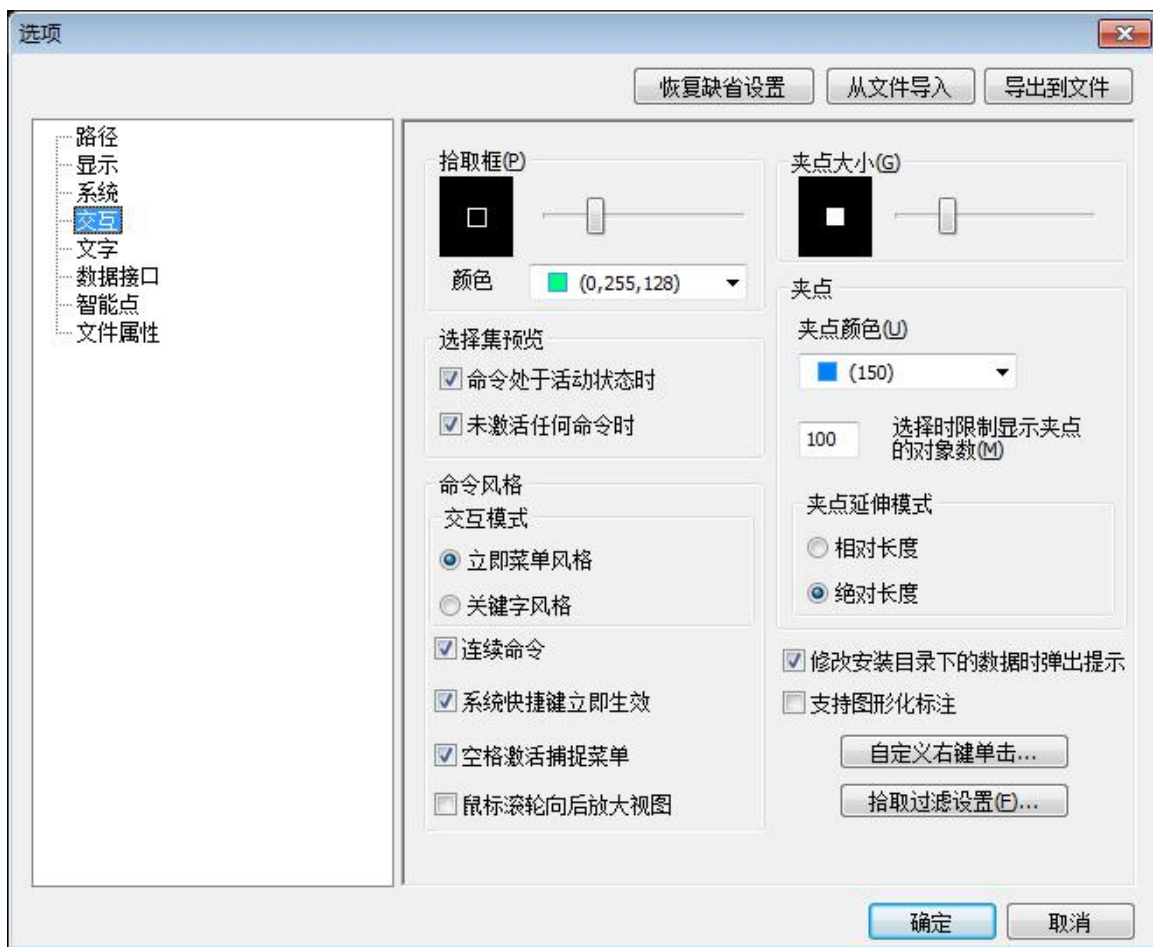 选项
恢复缺省设置
从文件导入
导出到文件
路径
显示
系统
交互
文字
数据接口
智能点
文件属性
拾取框(P)
颜色
(0,255,128)
选择集预览
命令处于活动状态时
未激活任何命令时
命令风格
交互模式
立即菜单风格
关键字风格
连续命令
系统快捷键立即生效
空格激活捕捉菜单
鼠标滚轮向后放大视图
夹点大小(G)
夹点
夹点颜色(U)
(150)
100
选择时限制显示夹点
的对象数(M)
夹点延伸模式
相对长度
绝对长度
修改安装目录下的数据时弹出提示
支持图形化标注
自定义右键单击...
拾取过滤设置(F)...
确定
取消